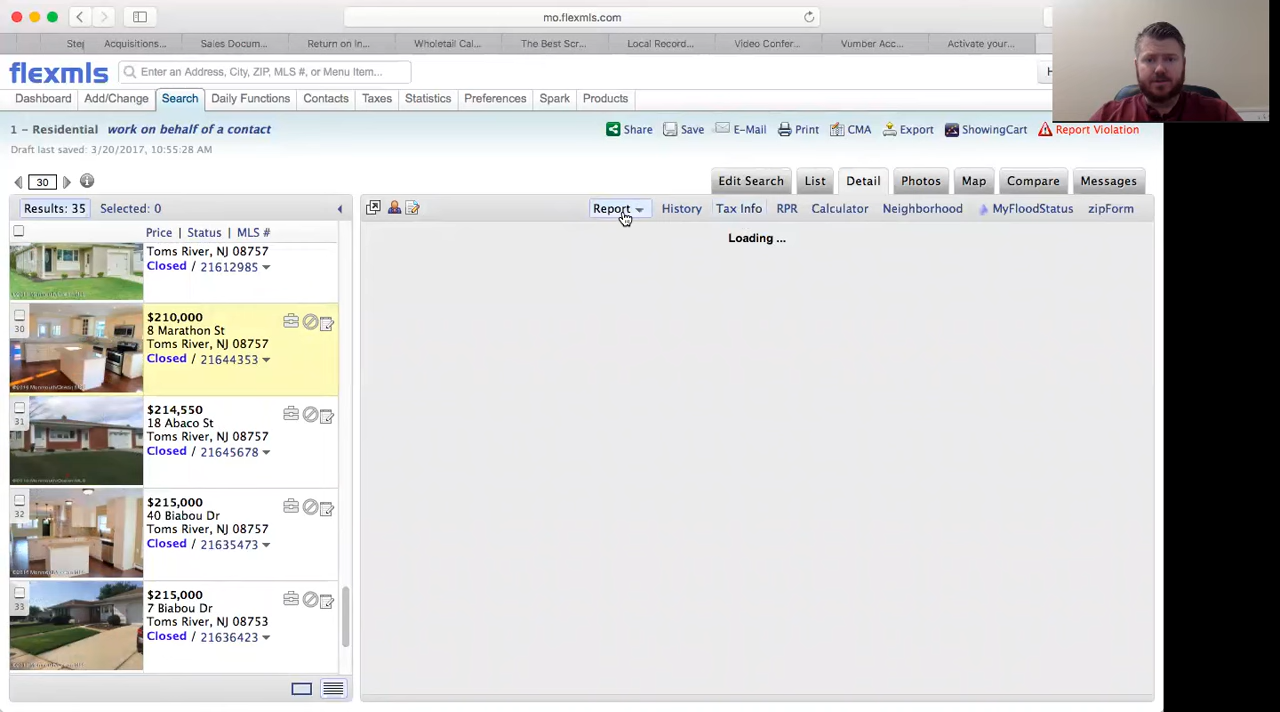 mo.flexmls.com
Ste
Acquisitions...
Sales Docum...
Return on In...
Wholetail Cal...
The Best Scr...
Local Record...
Video Confer...
Vumber Acc...
Activate your...
flexmls
Enter an Address, City, ZIP, MLS #, or Menu Item...
H
Dashboard Add/Change Search Daily Functions Contacts Taxes Statistics Preferences Spark Products
1 – Residential work on behalf of a contact
Share Save E-Mail Print CMA Export ShowingCart Report Violation
Draft last saved: 3/20/2017, 10:55:28 AM
30
Edit Search List Detail Photos Map Compare Messages
Results: 35 Selected: 0
Report History Tax Info RPR Calculator Neighborhood MyFloodStatus zipForm
Price | Status | MLS #
Loading ...
Toms River, NJ 08757
Closed / 21612985
30
$210,000
8 Marathon St
Toms River, NJ 08757
Closed / 21644353
31
$214,550
18 Abaco St
Toms River, NJ 08757
Closed / 21645678
32
$215,000
40 Biabou Dr
Toms River, NJ 08757
Closed / 21635473
33
$215,000
7 Biabou Dr
Toms River, NJ 08753
Closed / 21636423